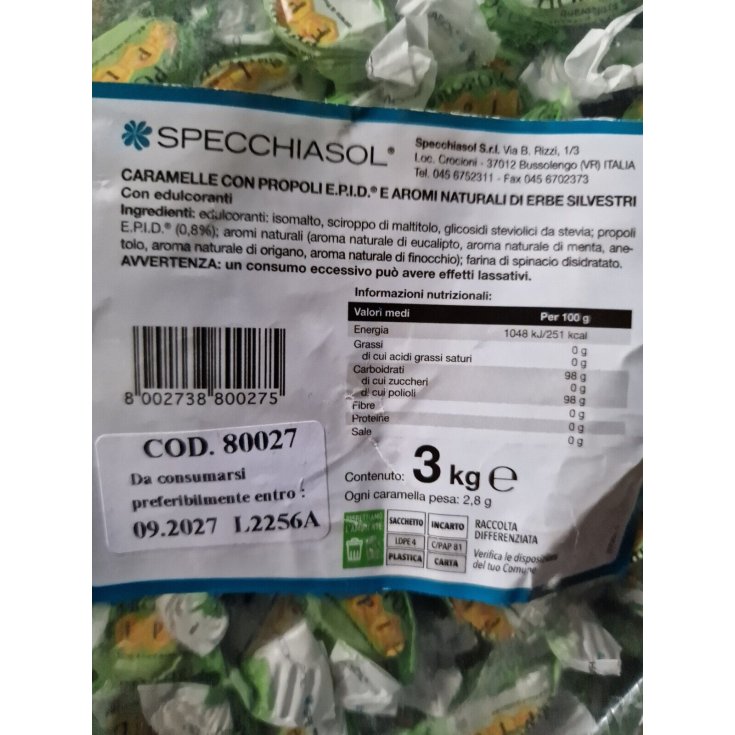 SPECCHIASOL®
Specchiasol S.r.l. Via B. Rizzi, 1/3
Loc. Crocioni - 37012 Bussolengo (VR) ITALIA
Tel. 045 6752311 - Fax 045 6702373
CARAMELLE CON PROPOLI E.P.I.D.® E AROMI NATURALI DI ERBE SILVESTRI
Con edulcoranti
Ingredienti: edulcoranti: isomalto, sciroppo di maltitolo, glicosidi steviolici da stevia; propoli
E.P.I.D.® (0,8%); aromi naturali (aroma naturale di eucalipto, aroma naturale di menta, ane-
tolo, aroma naturale di origano, aroma naturale di finocchio); farina di spinacio disidratato.
AVVERTENZA: un consumo eccessivo può avere effetti lassativi.
Informazioni nutrizionali:
Valori medi Per 100 g
Energia 1048 kJ/251 kcal
Grassi 0 g
di cui acidi grassi saturi 0 g
Carboidrati 98 g
di cui zuccheri 0 g
di cui polioli 98 g
Fibre 0 g
Proteine 0 g
Sale 0 g
8 002738 800275
COD. 80027
Da consumarsi
preferibilmente entro :
09.2027 L2256A
Contenuto: 3 kg e
Ogni caramella pesa: 2,8 g
SACCHETTO INCARTO
LDPE 4 C/PAP 81
PLASTICA CARTA
RACCOLTA
DIFFERENZIATA
Verifica le disposizioni
del tuo Comune